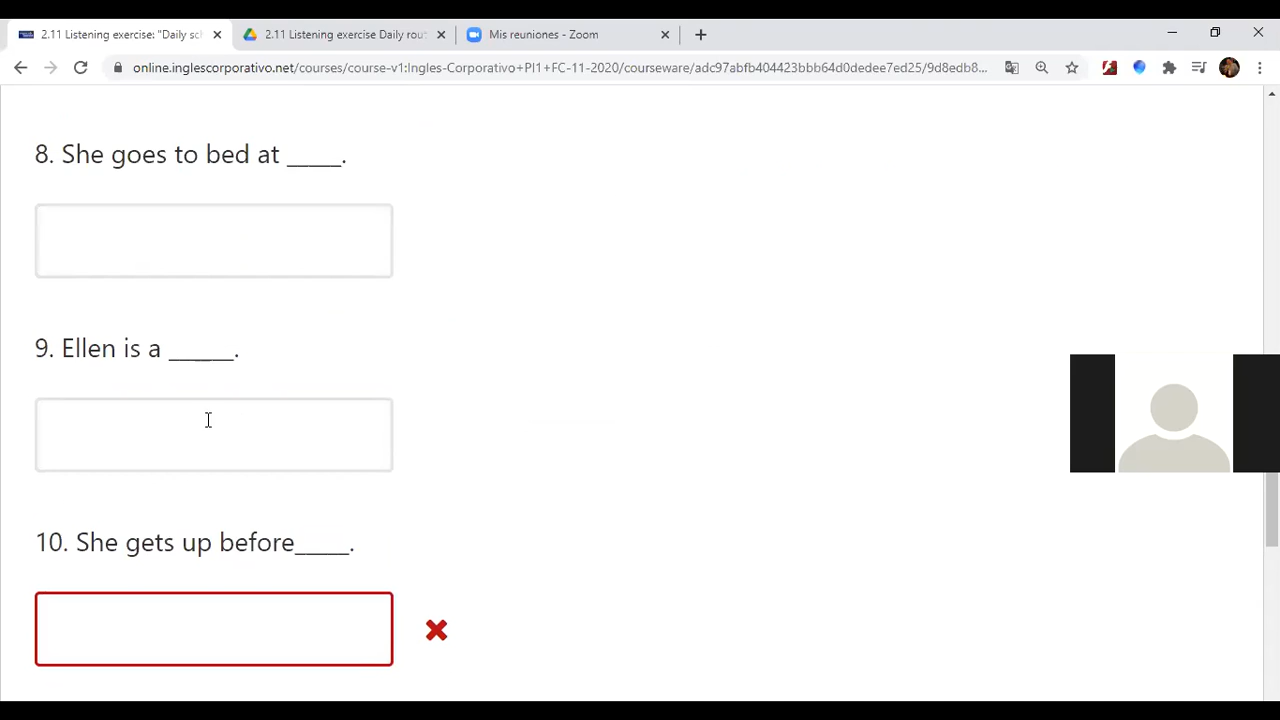 2.11 Listening exercise: "Daily sch
2.11 Listening exercise Daily rout
Mis reuniones - Zoom
online.inglescorporativo.net/courses/course-v1:Ingles-Corporativo+PI1+FC-11-2020/courseware/adc97abfb404423bbb64d0dedee7ed25/9d8edb8...
8. She goes to bed at _____.
9. Ellen is a ______.
10. She gets up before_____.